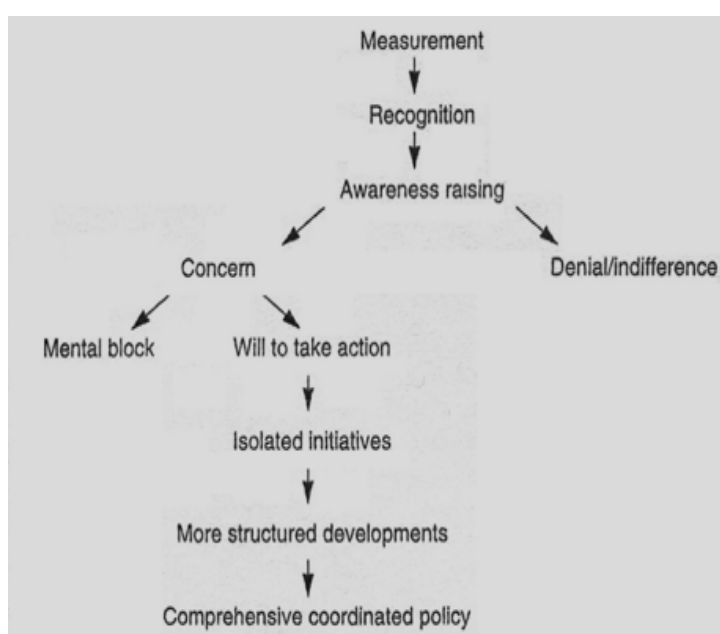 Measurement
Recognition
Awareness raising
Concern
Denial/indifference
Mental block
Will to take action
Isolated initiatives
More structured developments
Comprehensive coordinated policy